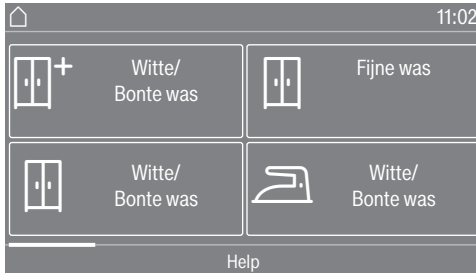 11:02
Witte/
Bonte was
Fijne was
Witte/
Bonte was
Witte/
Bonte was
Help